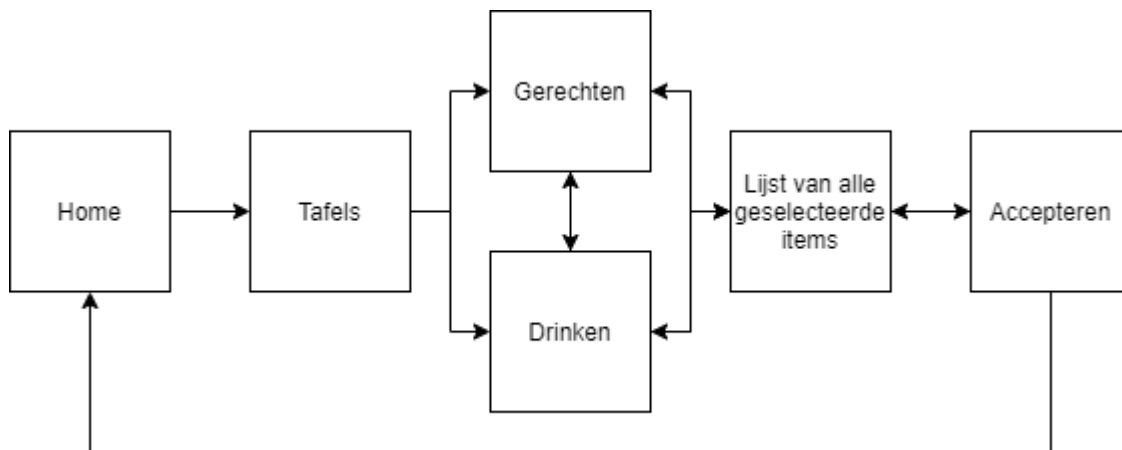 Gerechten
Home
Tafels
Lijst van alle
geselecteerde
items
Accepteren
Drinken